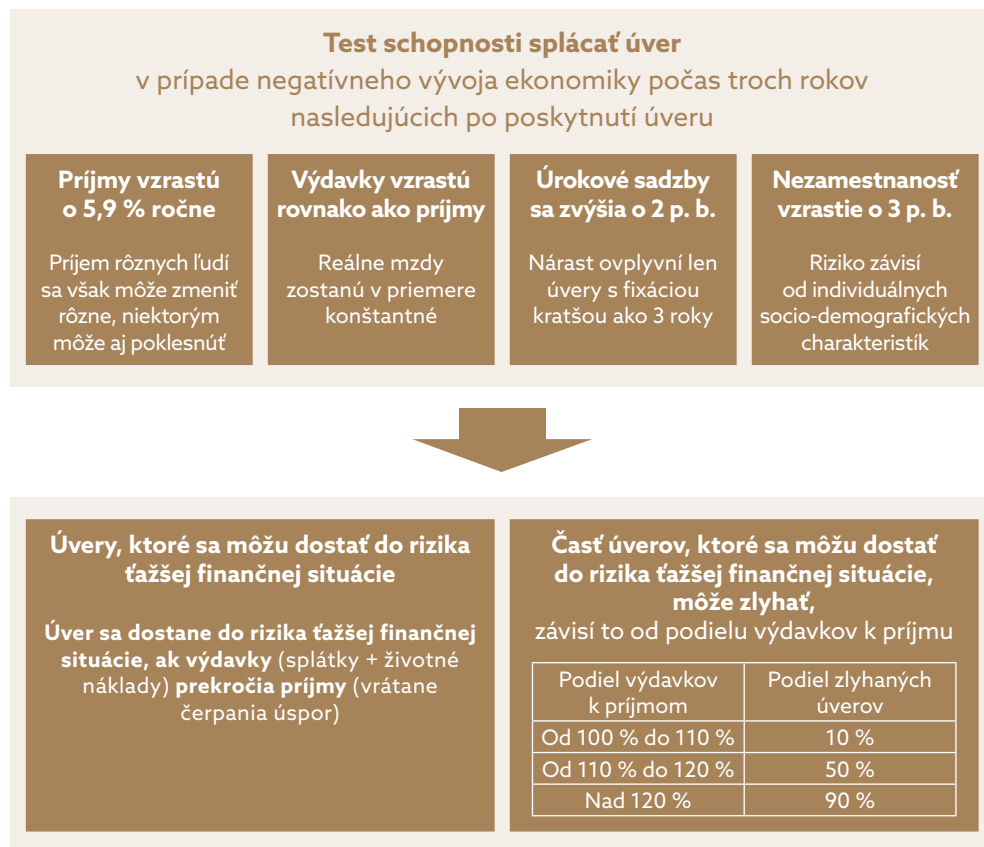 Test schopnosti splácať úver
v prípade negatívneho vývoja ekonomiky počas troch rokov
nasledujúcich po poskytnutí úveru
Príjmy vzrastú
o 5,9 % ročne
Príjem rôznych ľudí
sa však môže zmeniť
rôzne, niektorým
môže aj poklesnúť
Výdavky vzrastú
rovnako ako príjmy
Reálne mzdy
zostanú v priemere
konštantné
Úrokové sadzby
sa zvýšia o 2 p. b.
Nárast ovplyvní len
úvery s fixáciou
kratšou ako 3 roky
Nezamestnanosť
vzrastie o 3 p. b.
Riziko závisí
od individuálnych
socio-demografických
charakteristík
Úvery, ktoré sa môžu dostať do rizika
ťažšej finančnej situácie
Úver sa dostane do rizika ťažšej finančnej
situácie, ak výdavky (splátky + životné
náklady) prekročia príjmy (vrátane
čerpania úspor)
Časť úverov, ktoré sa môžu dostať
do rizika ťažšej finančnej situácie,
môže zlyhať,
závisí to od podielu výdavkov k príjmu
Podiel výdavkov
k príjmom
Podiel zlyhaných
úverov
Od 100 % do 110 % 10 %
Od 110 % do 120 % 50 %
Nad 120 % 90 %